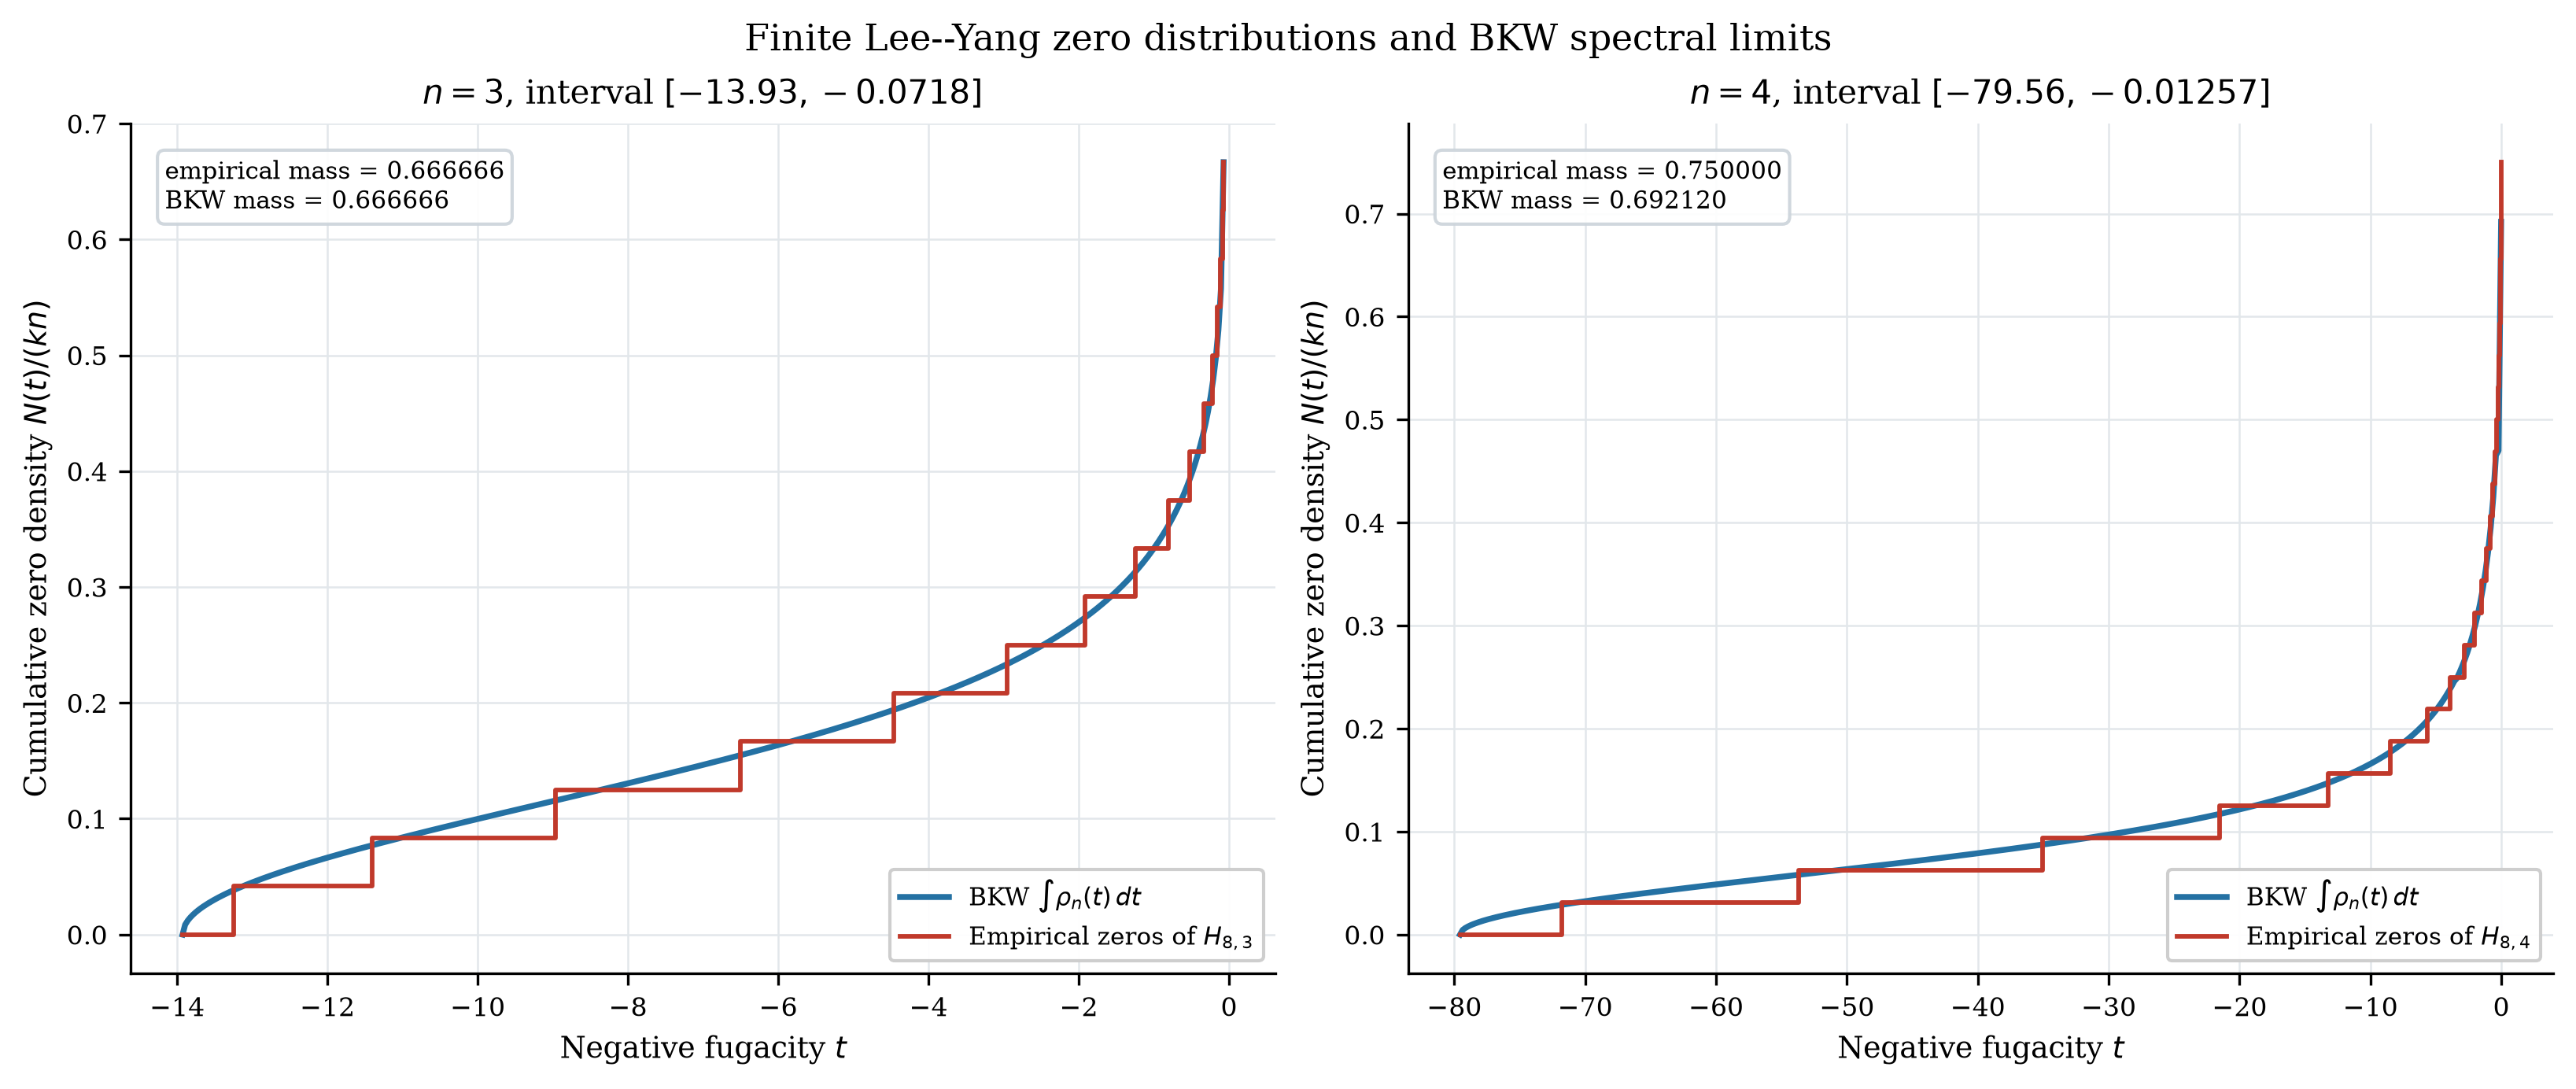 Finite Lee--Yang zero distributions and BKW spectral limits
n = 3, interval [−13.93, −0.0718]
empirical mass = 0.666666
BKW mass = 0.666666
Cumulative zero density N(t)/(kn)
0.7
0.6
0.5
0.4
0.3
0.2
0.1
0.0
BKW ∫ρₙ(t) dt
Empirical zeros of H₈,₃
−14 −12 −10 −8 −6 −4 −2 0
Negative fugacity t
n = 4, interval [−79.56, −0.01257]
empirical mass = 0.750000
BKW mass = 0.692120
Cumulative zero density N(t)/(kn)
0.7
0.6
0.5
0.4
0.3
0.2
0.1
0.0
BKW ∫ρₙ(t) dt
Empirical zeros of H₈,₄
−80 −70 −60 −50 −40 −30 −20 −10 0
Negative fugacity t